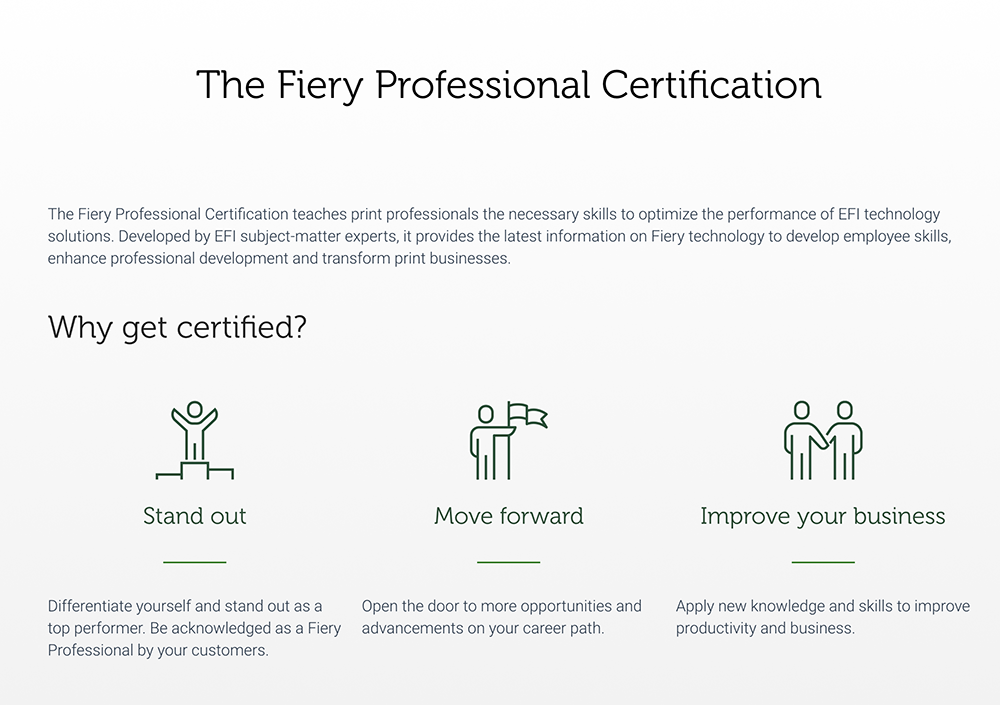 The Fiery Professional Certification
The Fiery Professional Certification teaches print professionals the necessary skills to optimize the performance of EFI technology
solutions. Developed by EFI subject-matter experts, it provides the latest information on Fiery technology to develop employee skills,
enhance professional development and transform print businesses.
Why get certified?
Stand out
Differentiate yourself and stand out as a
top performer. Be acknowledged as a Fiery
Professional by your customers.
Move forward
Open the door to more opportunities and
advancements on your career path.
Improve your business
Apply new knowledge and skills to improve
productivity and business.